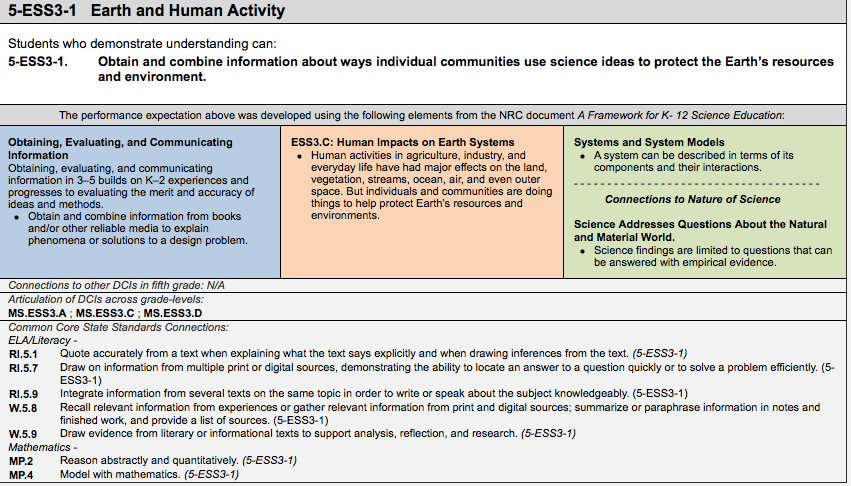 5-ESS3-1 Earth and Human Activity
Students who demonstrate understanding can:
5-ESS3-1. Obtain and combine information about ways individual communities use science ideas to protect the Earth's resources
and environment.
The performance expectation above was developed using the following elements from the NRC document A Framework for K- 12 Science Education:
Obtaining, Evaluating, and Communicating
Information
Obtaining, evaluating, and communicating
information in 3–5 builds on K–2 experiences and
progresses to evaluating the merit and accuracy of
ideas and methods.
• Obtain and combine information from books
and/or other reliable media to explain
phenomena or solutions to a design problem.
ESS3.C: Human Impacts on Earth Systems
• Human activities in agriculture, industry, and
everyday life have had major effects on the land,
vegetation, streams, ocean, air, and even outer
space. But individuals and communities are doing
things to help protect Earth's resources and
environments.
Systems and System Models
• A system can be described in terms of its
components and their interactions.
Connections to Nature of Science
Science Addresses Questions About the Natural
and Material World.
• Science findings are limited to questions that can
be answered with empirical evidence.
Connections to other DCIs in fifth grade: N/A
Articulation of DCIs across grade-levels:
MS.ESS3.A ; MS.ESS3.C ; MS.ESS3.D
Common Core State Standards Connections:
ELA/Literacy -
RI.5.1 Quote accurately from a text when explaining what the text says explicitly and when drawing inferences from the text. (5-ESS3-1)
RI.5.7 Draw on information from multiple print or digital sources, demonstrating the ability to locate an answer to a question quickly or to solve a problem efficiently. (5-
ESS3-1)
RI.5.9 Integrate information from several texts on the same topic in order to write or speak about the subject knowledgeably. (5-ESS3-1)
W.5.8 Recall relevant information from experiences or gather relevant information from print and digital sources; summarize or paraphrase information in notes and
finished work, and provide a list of sources. (5-ESS3-1)
W.5.9 Draw evidence from literary or informational texts to support analysis, reflection, and research. (5-ESS3-1)
Mathematics -
MP.2 Reason abstractly and quantitatively. (5-ESS3-1)
MP.4 Model with mathematics. (5-ESS3-1)